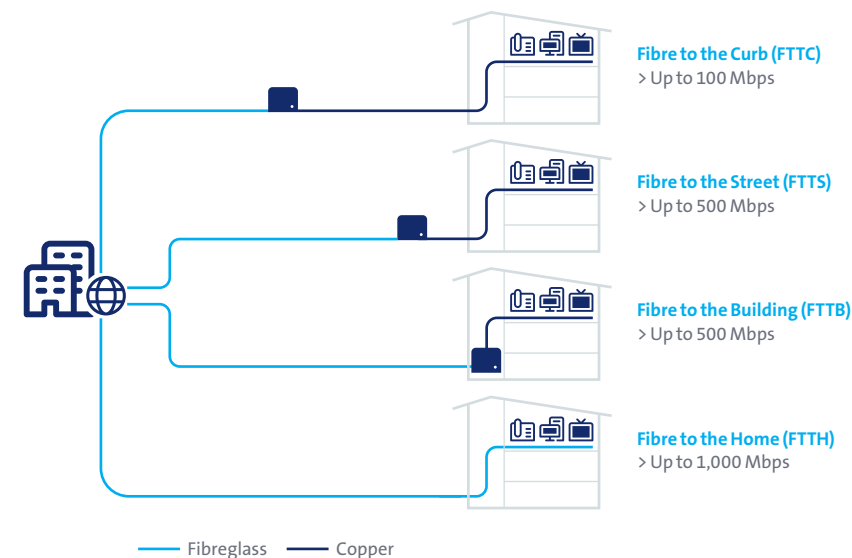 Fibre to the Curb (FTTC)
> Up to 100 Mbps
Fibre to the Street (FTTS)
> Up to 500 Mbps
Fibre to the Building (FTTB)
> Up to 500 Mbps
Fibre to the Home (FTTH)
> Up to 1,000 Mbps
Fibreglass
Copper